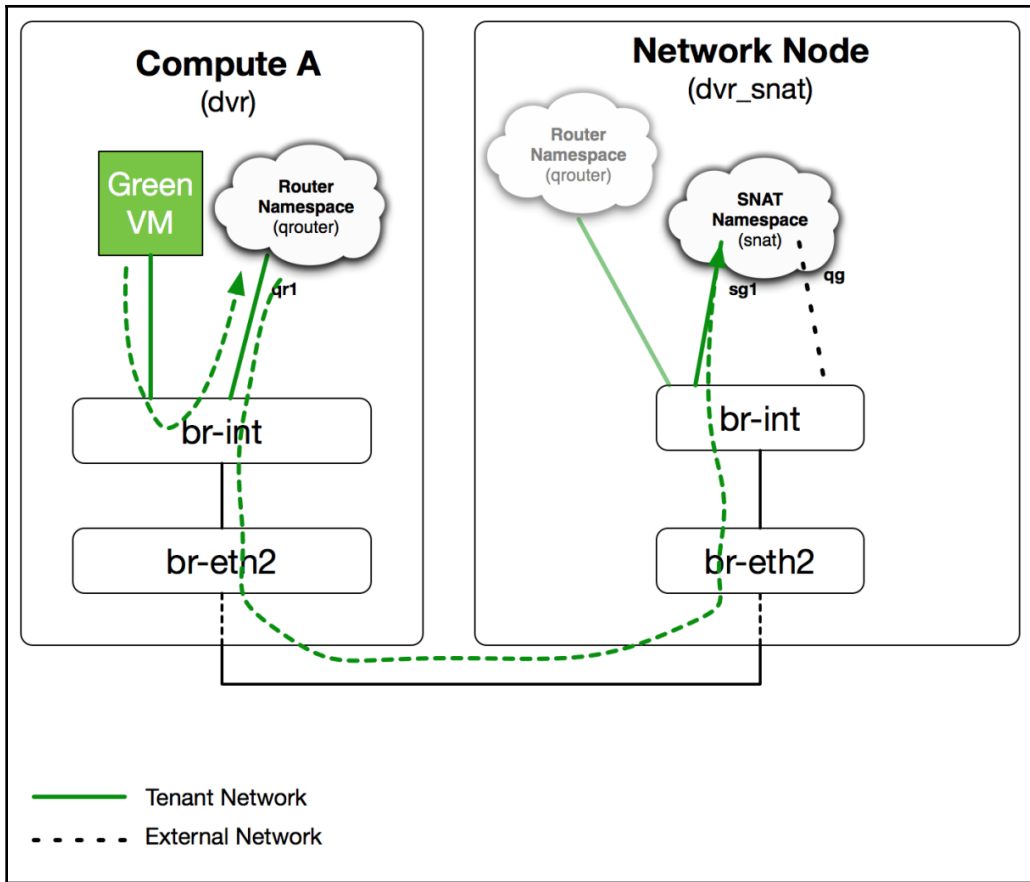 Compute A
(dvr)
Green
VM
Router
Namespace
(qrouter)
qr1
br-int
br-eth2
Network Node
(dvr_snat)
Router
Namespace
(qrouter)
SNAT
Namespace
(snat)
sg1
qg
br-int
br-eth2
Tenant Network
External Network